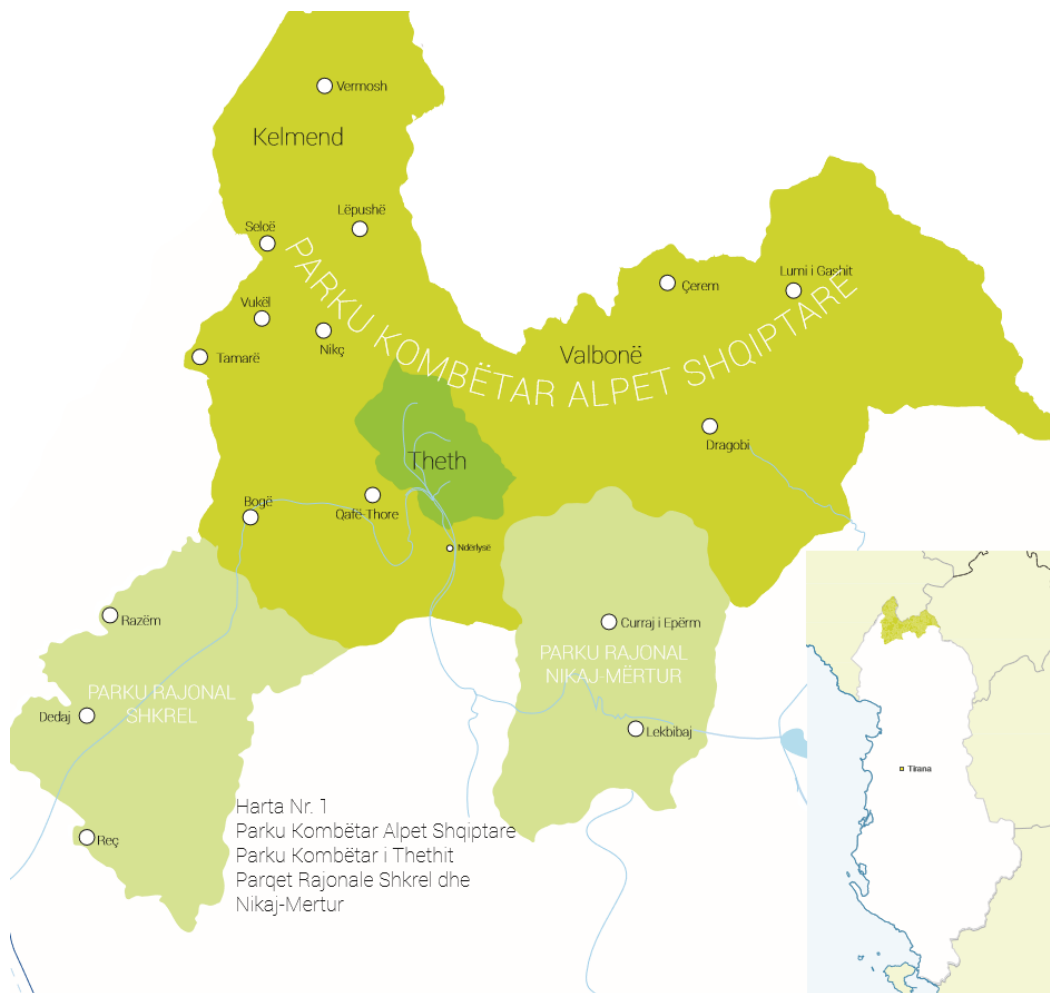 Vermosh
Kelmend
Lëpushë
Selcë
PARKU KOMBËTAR ALPET SHQIPTARE
Çerem
Lumi i Gashit
Vukël
Nikç
Tamarë
Valbonë
Dragobi
Theth
Bogë
Qafë-Thore
Ndërlysë
Razëm
Curraj i Epërm
PARKU RAJONAL
NIKAJ-MËRTUR
PARKU RAJONAL
SHKREL
Dedaj
Lekbibaj
Tirana
Reç
Harta Nr. 1
Parku Kombëtar Alpet Shqiptare
Parku Kombëtar i Thethit
Parqet Rajonale Shkrel dhe
Nikaj-Mertur